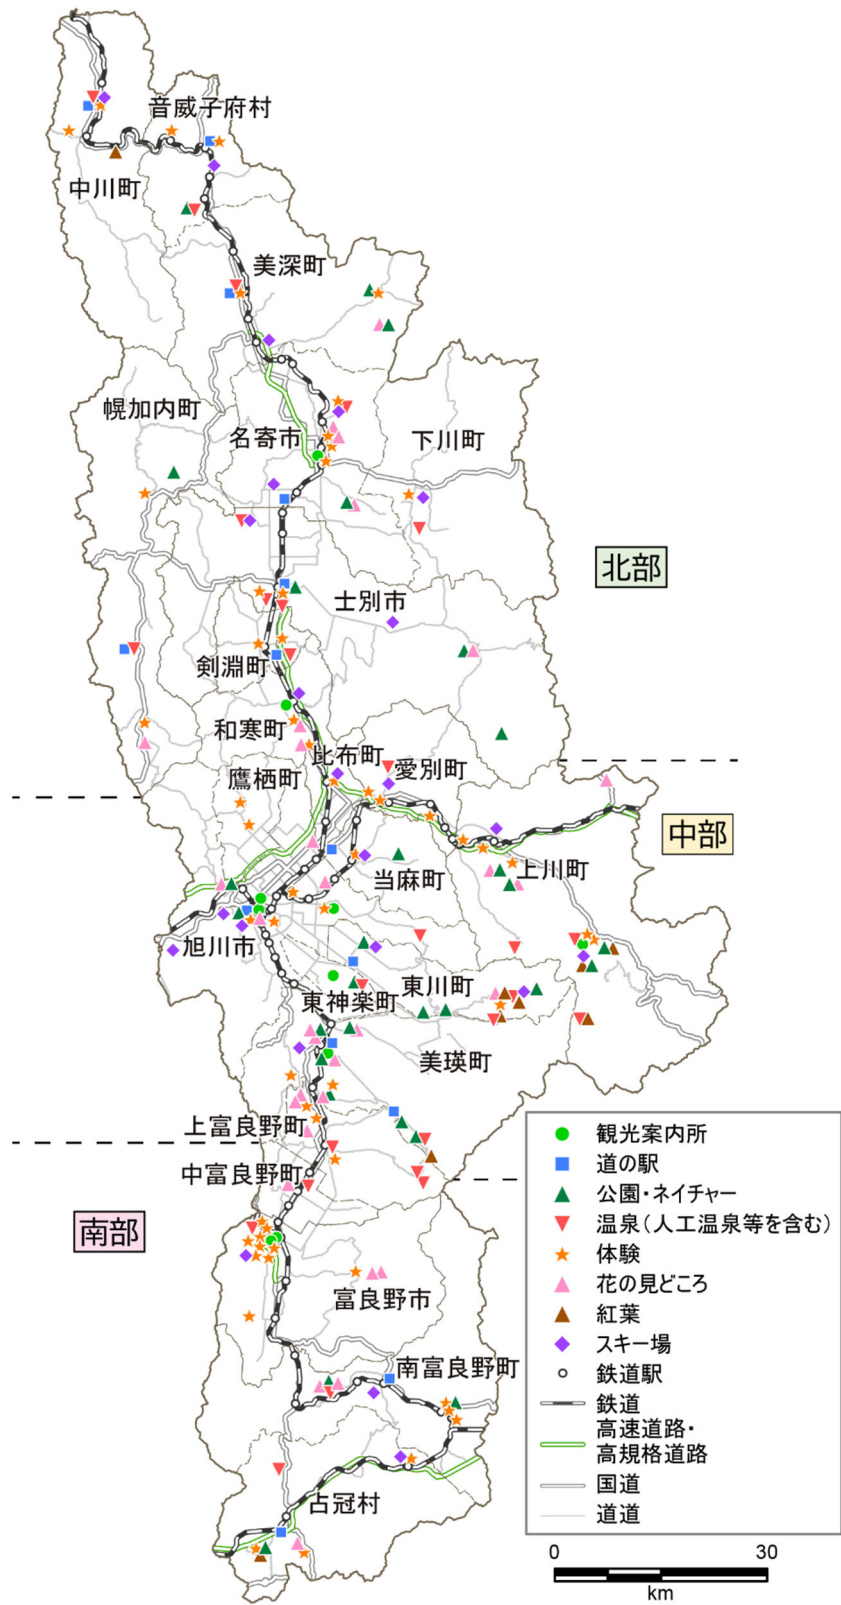 音威子府村
中川町
美深町
幌加内町
名寄市
下川町
北部
士別市
剣淵町
和寒町
比布町
愛別町
鷹栖町
中部
当麻町
上川町
旭川市
東川町
東神楽町
美瑛町
上富良野町
中富良野町
南部
富良野市
南富良野町
占冠村
観光案内所
道の駅
公園・ネイチャー
温泉(人工温泉等を含む)
体験
花の見どころ
紅葉
スキー場
鉄道駅
鉄道
高速道路・
高規格道路
国道
道道
0 30
km